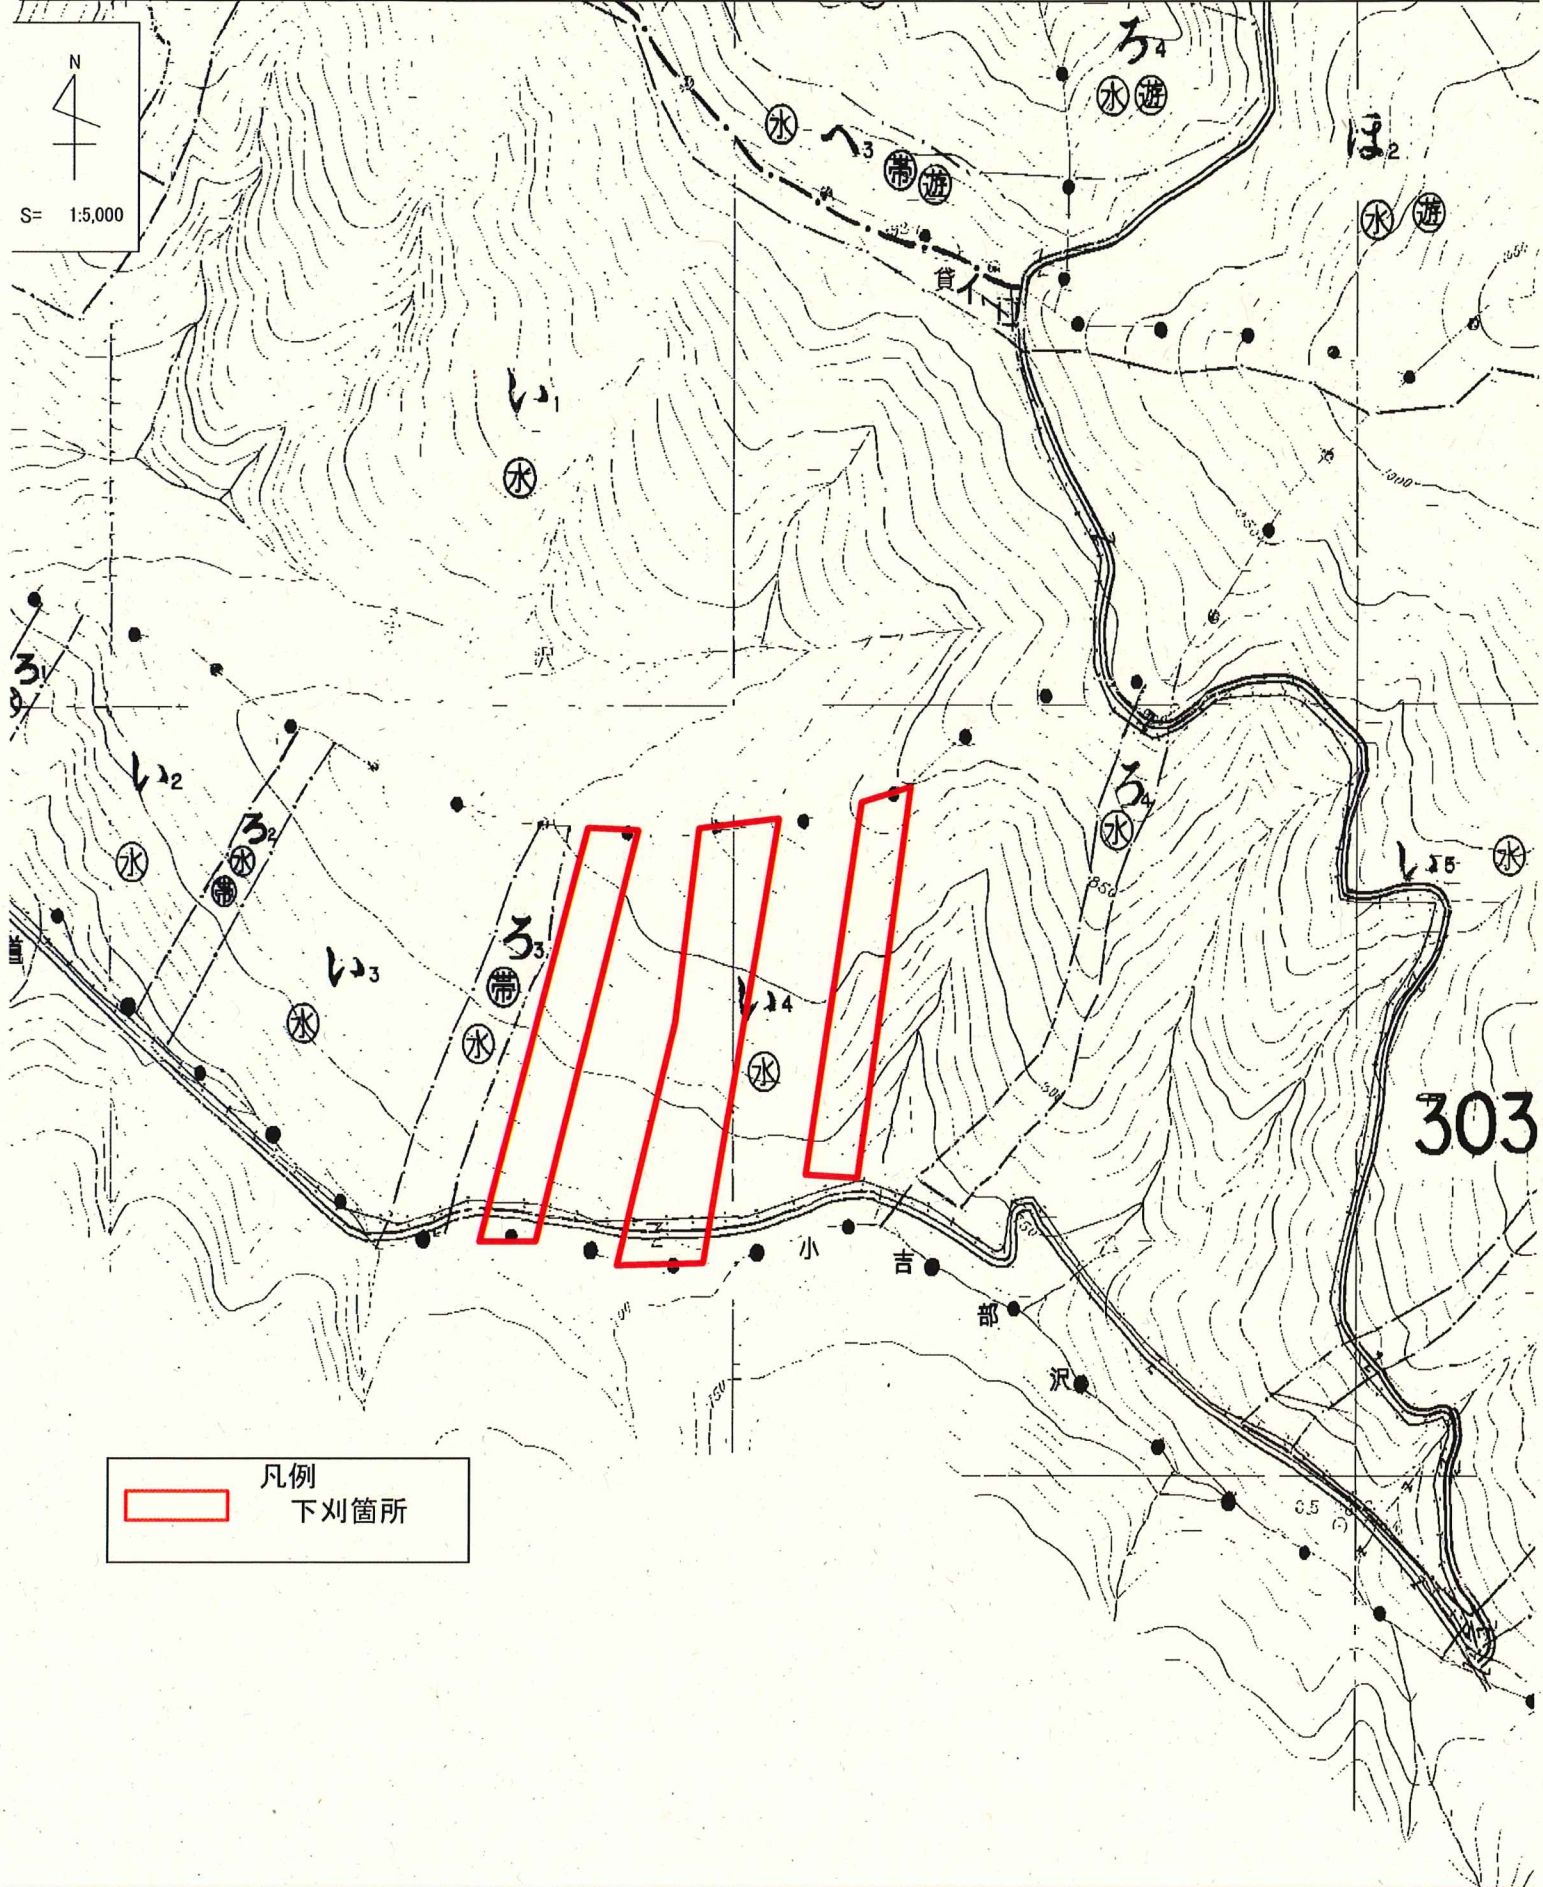 N
S= 1:5,000
ろ4
水 遊
水
へ3
帯 遊
ほ2
水 遊
貸イ
い1
水
沢
ろ1
い2
水
ろ2
水
帯
い3
水
ろ3
帯
水
い4
水
ろ4
水
850
い5
水
道
303
小吉部沢
凡例
下刈箇所